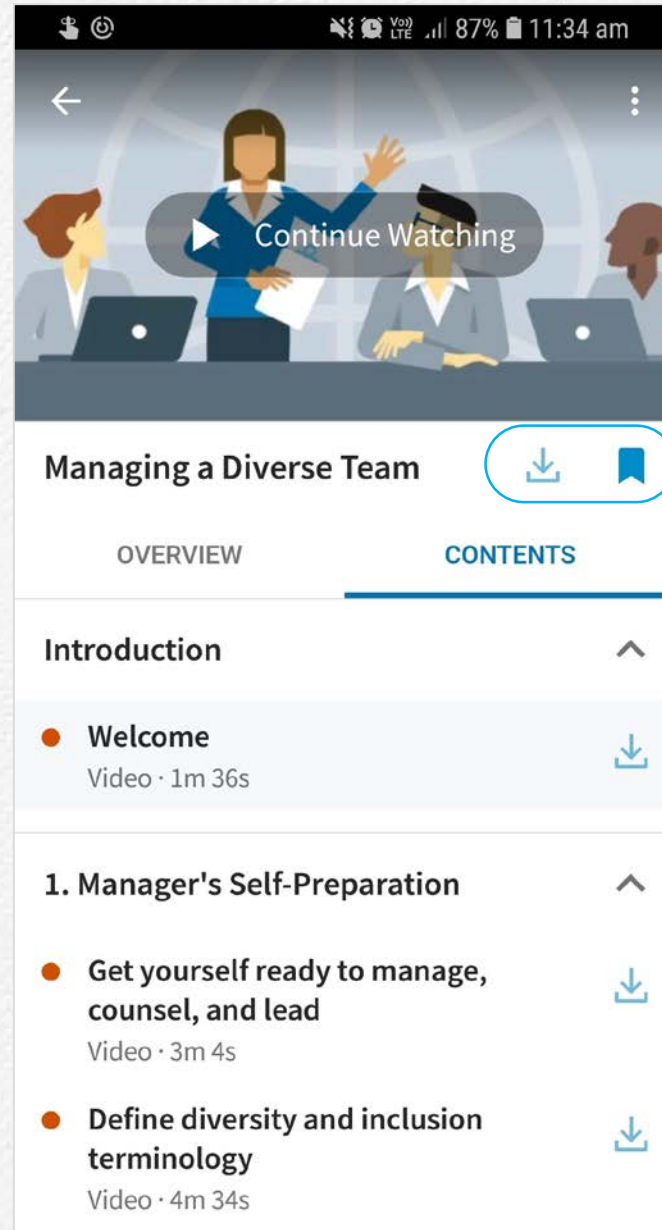 Vo))
LTE 87% 11:34 am
Continue Watching
Managing a Diverse Team
OVERVIEW CONTENTS
Introduction
Welcome
Video · 1m 36s
1. Manager's Self-Preparation
Get yourself ready to manage,
counsel, and lead
Video · 3m 4s
Define diversity and inclusion
terminology
Video · 4m 34s